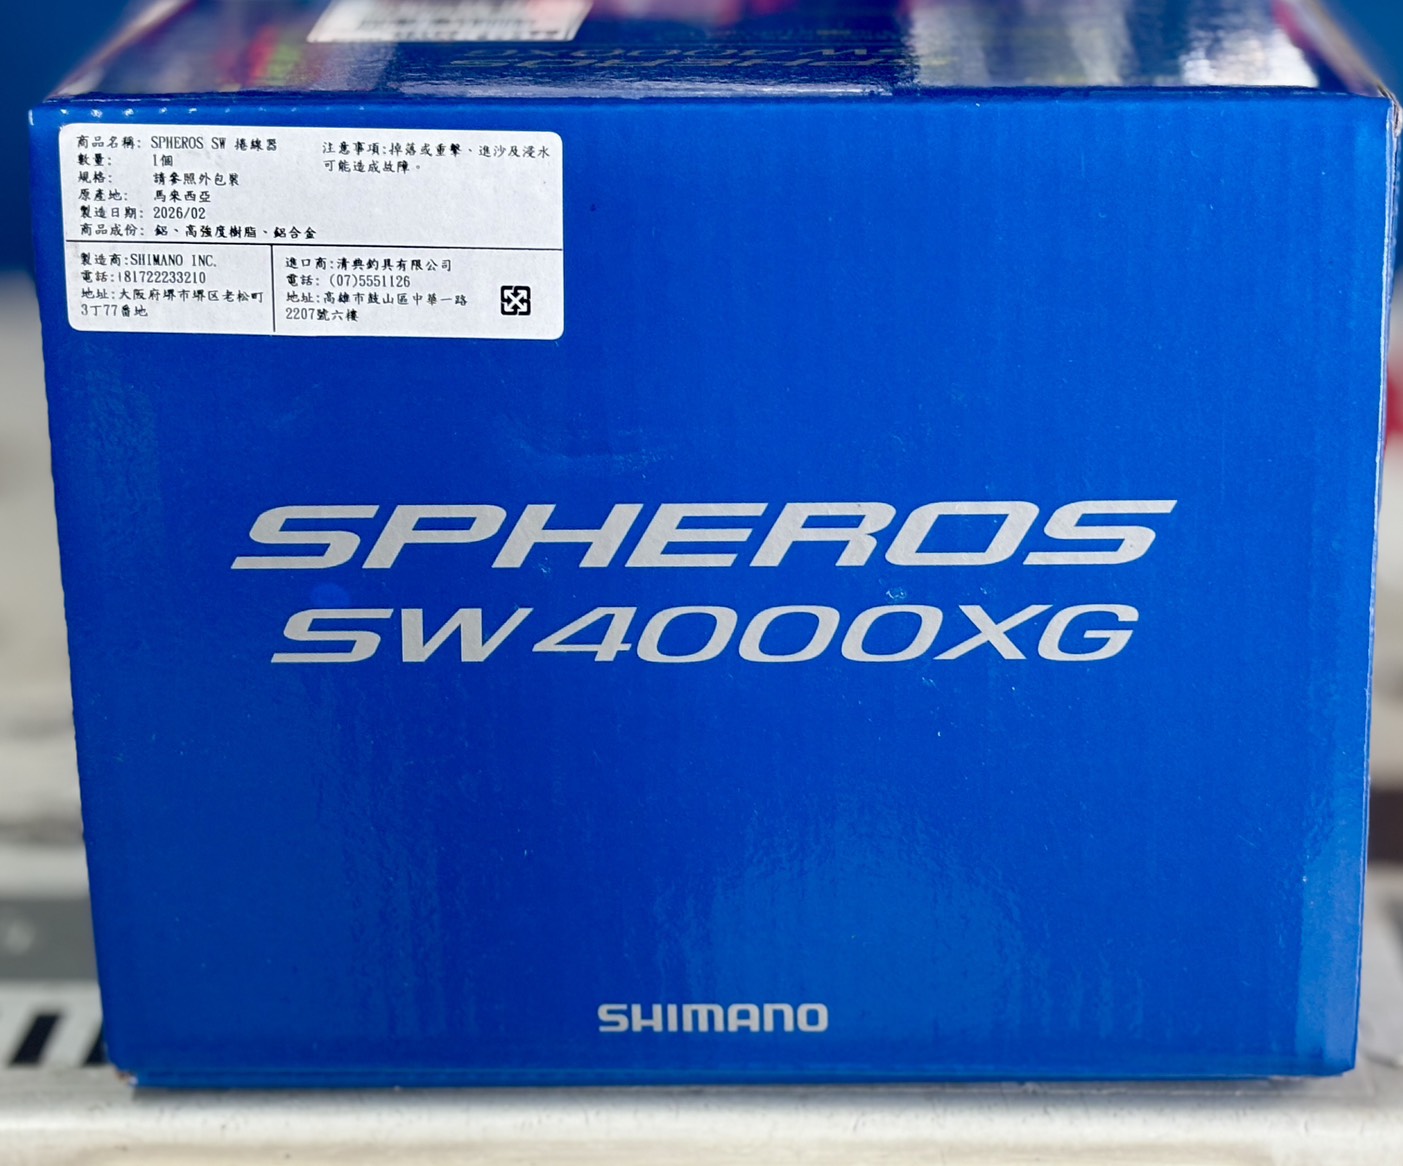 商品名稱: SPHEROS SW 捲線器
數量: 1個
規格: 請參照外包裝
原產地: 馬來西亞
製造日期: 2026/02
商品成份: 鋁、高強度樹脂、鋁合金
注意事項:掉落或重擊、進沙及浸水
可能造成故障。
製造商:SHIMANO INC.
電話:181722233210
地址:大阪府堺市堺区老松町
3丁77番地
進口商:清典釣具有限公司
電話: (07)5551126
地址:高雄市鼓山區中華一路
2207號六樓
SPHEROS
SW4000XG
SHIMANO